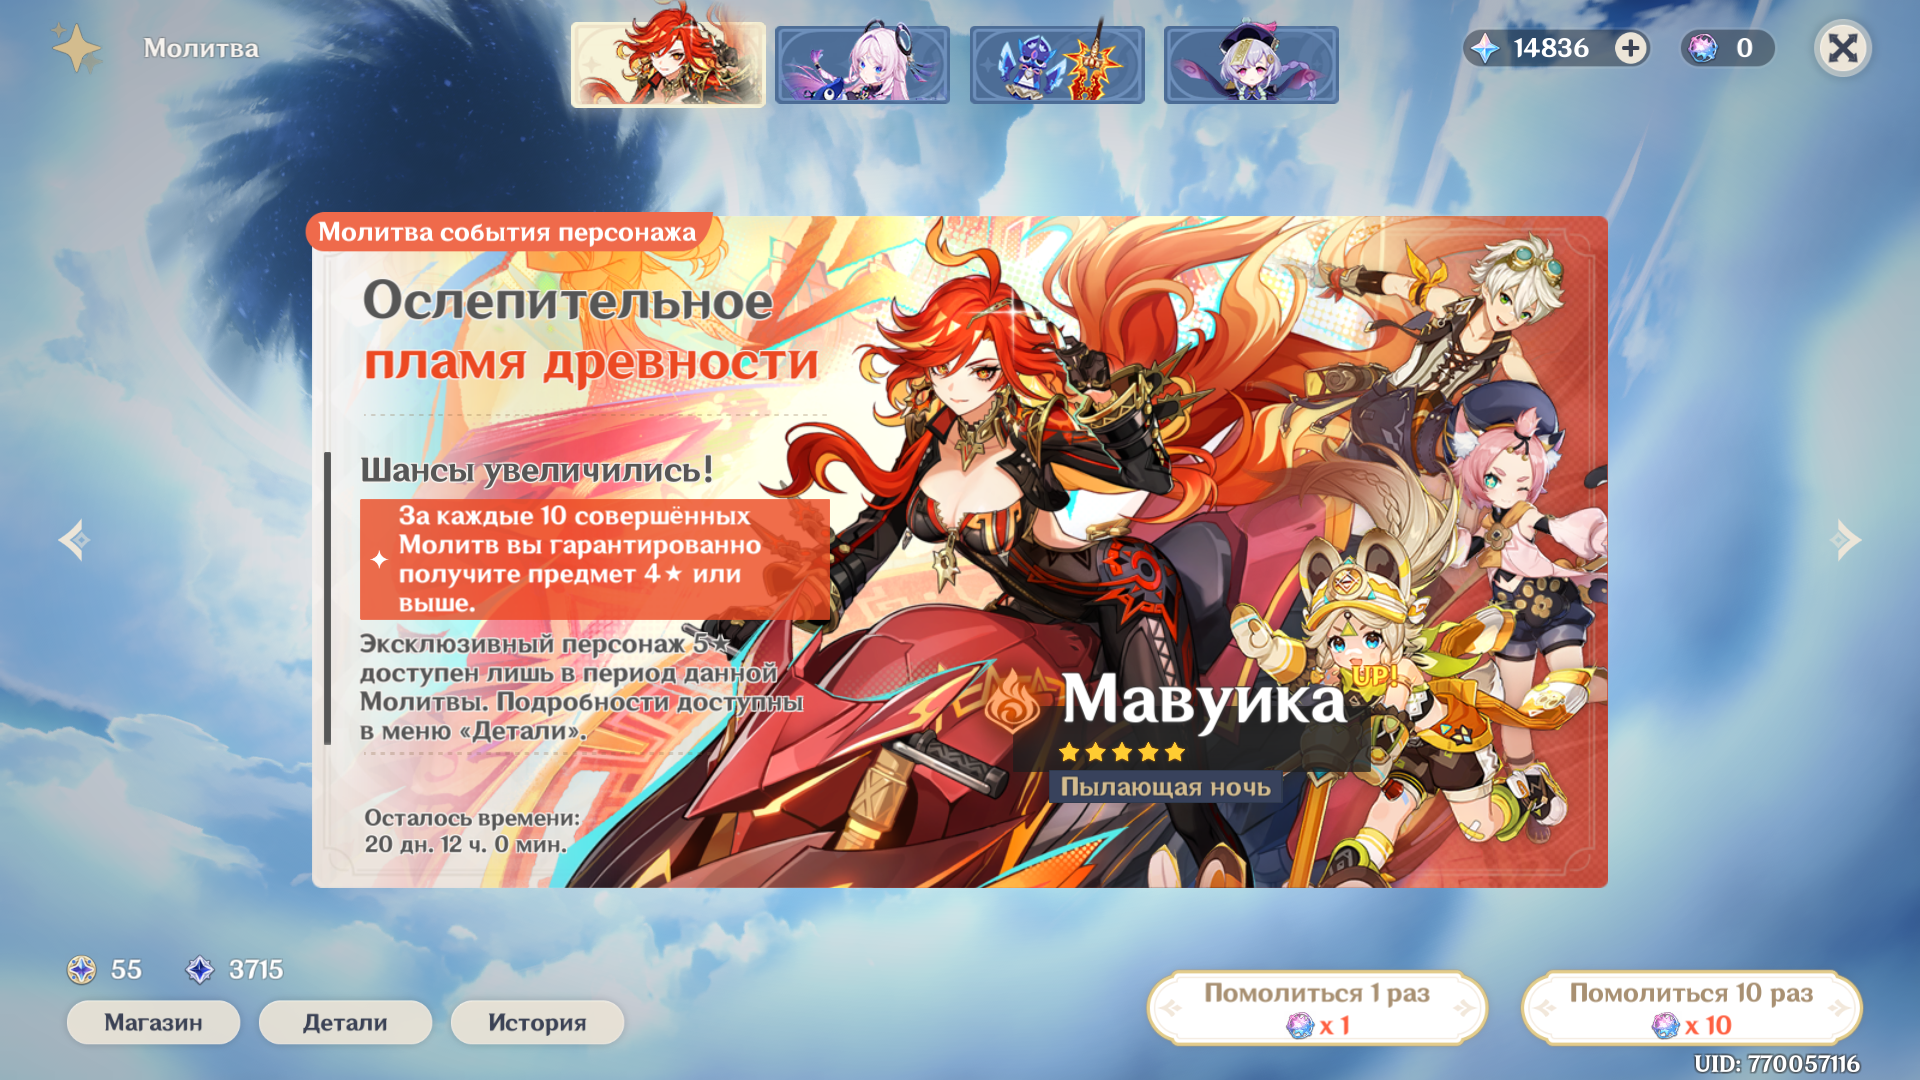 Молитва
14836
0
Молитва события персонажа
Ослепительное
пламя древности
Шансы увеличились!
За каждые 10 совершённых
Молитв вы гарантированно
получите предмет 4★ или
выше.
Эксклюзивный персонаж 5★
доступен лишь в период данной
Молитвы. Подробности доступны
в меню «Детали».
Осталось времени:
20 дн. 12 ч. 0 мин.
UP!
Мавуика
Пылающая ночь
55
3715
Магазин
Детали
История
Помолиться 1 раз
x 1
Помолиться 10 раз
x 10
UID: 770057116